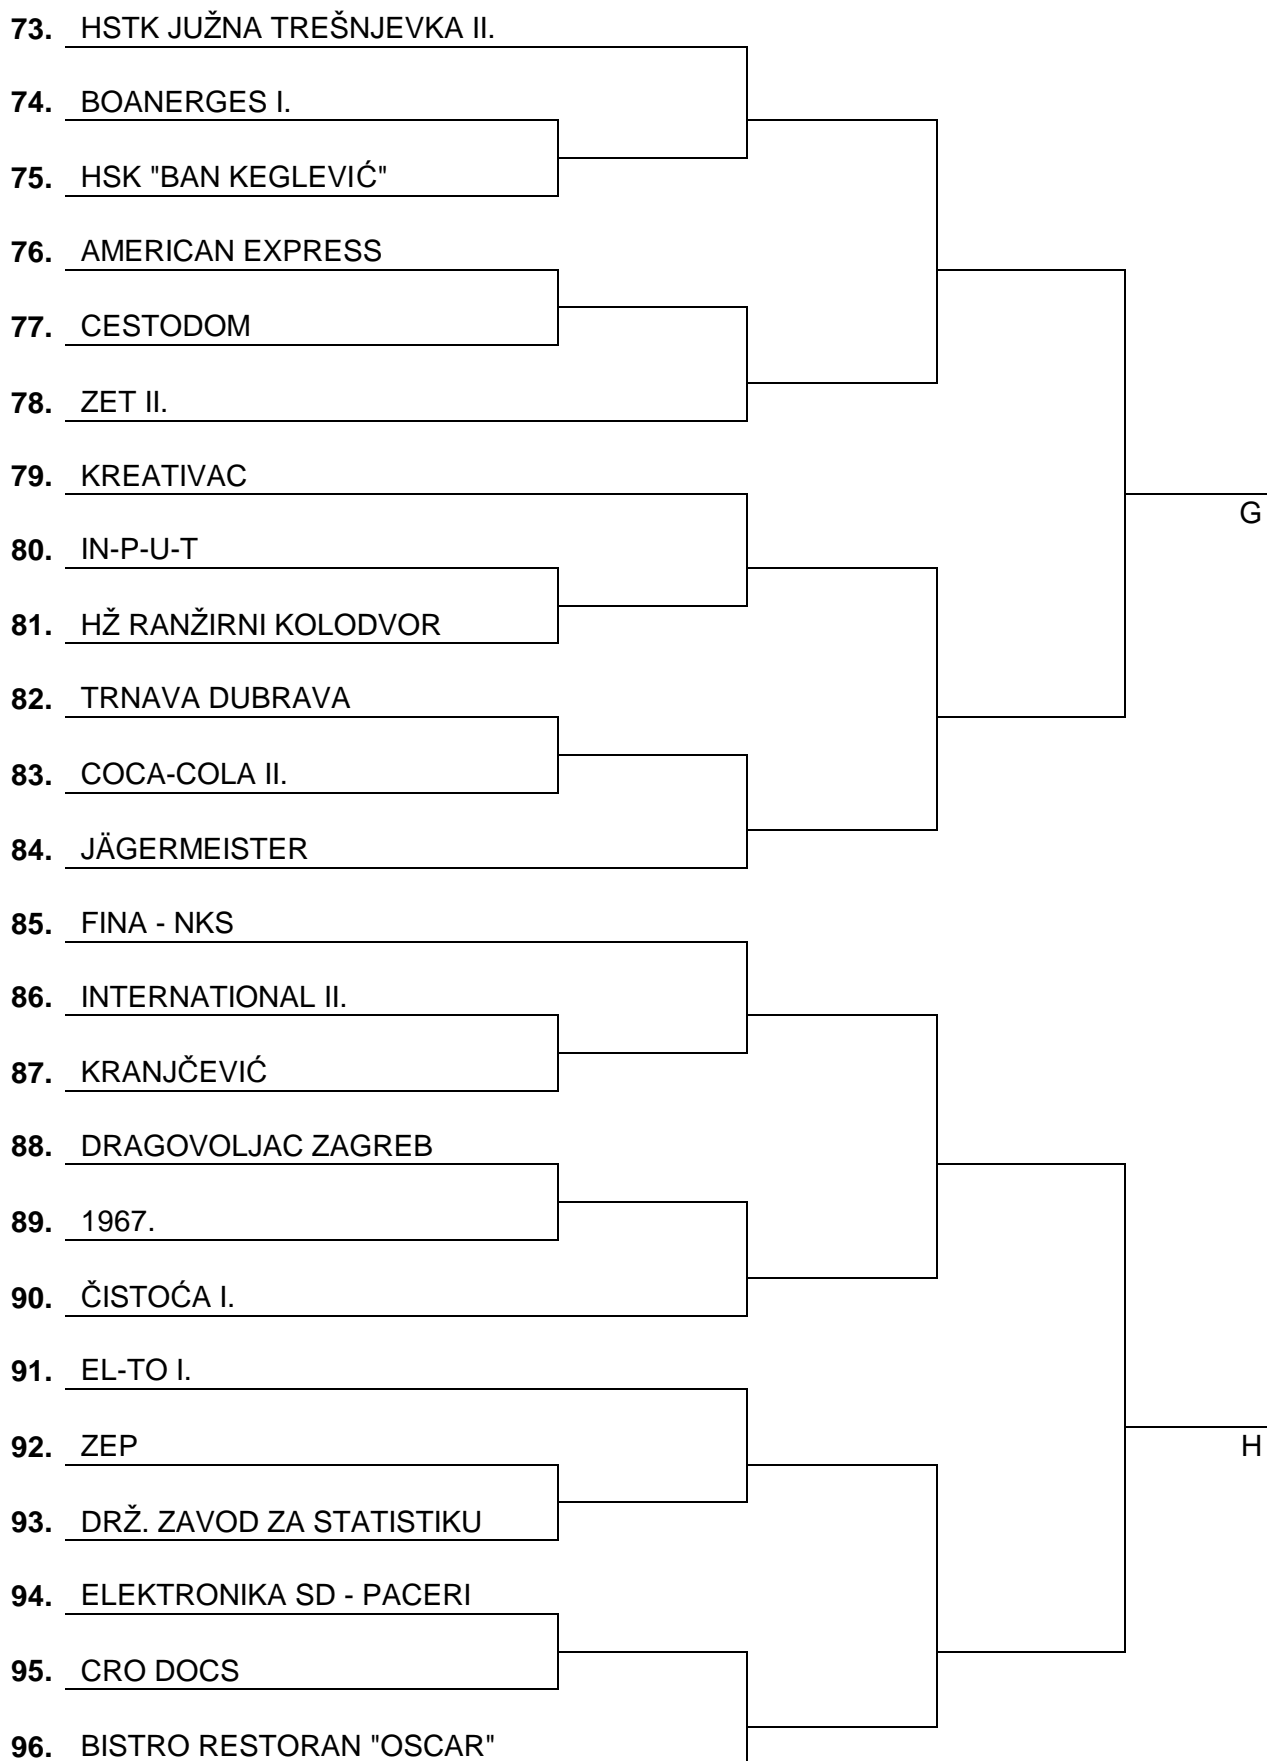 73. HSTK JUŽNA TREŠNJEVKA II.
74. BOANERGES I.
75. HSK "BAN KEGLEVIĆ"
76. AMERICAN EXPRESS
77. CESTODOM
78. ZET II.
79. KREATIVAC
G
80. IN-P-U-T
81. HŽ RANŽIRNI KOLODVOR
82. TRNAVA DUBRAVA
83. COCA-COLA II.
84. JÄGERMEISTER
85. FINA - NKS
86. INTERNATIONAL II.
87. KRANJČEVIĆ
88. DRAGOVOLJAC ZAGREB
89. 1967.
90. ČISTOĆA I.
91. EL-TO I.
92. ZEP
H
93. DRŽ. ZAVOD ZA STATISTIKU
94. ELEKTRONIKA SD - PACERI
95. CRO DOCS
96. BISTRO RESTORAN "OSCAR"